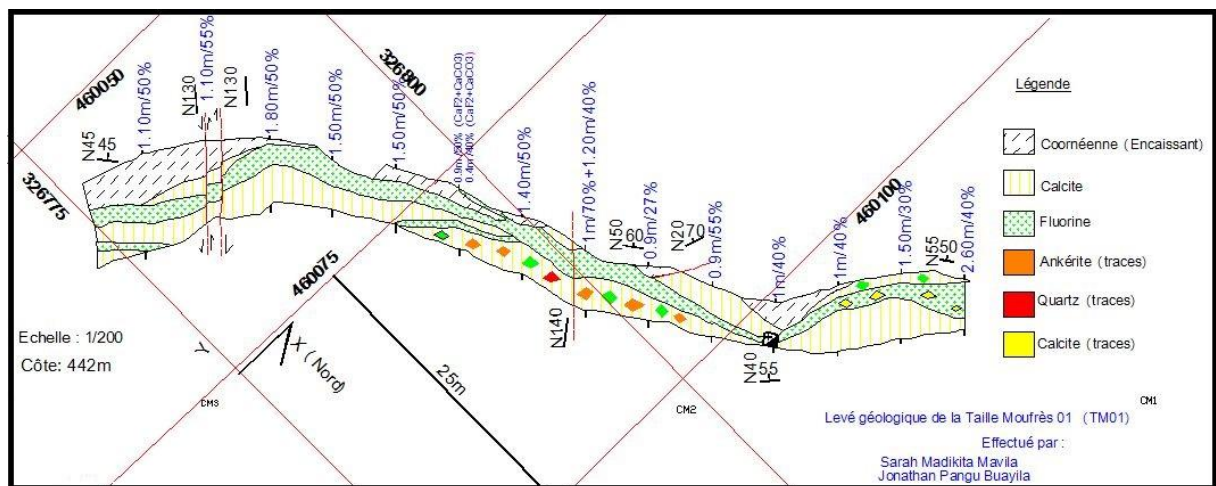 460050
N130
1.10m/55%
N130
326800
0.9m/50% (CaF2+CaCO3)
0.4m/40% (CaF2+CaCO3)
N45
45
1.10m/50%
1.80m/50%
1.50m/50%
1.50m/50%
1.40m/50%
1m/70%+1.20m/40%
N50
60
0.9m/27%
N20
70
0.9m/55%
1m/40%
460100
1m/40%
1.50m/30%
N55
50
2.60m/40%
326775
460075
N140
N40
55
Echelle : 1/200
Côte: 442m
Y
X (Nord)
25m
CM3
CM2
CM1
Légende
Coornéenne (Encaissant)
Calcite
Fluorine
Ankérite (traces)
Quartz (traces)
Calcite (traces)
Levé géologique de la Taille Moufrès 01 (TM01)
Effectué par :
Sarah Madikita Mavila
Jonathan Pangu Buayila